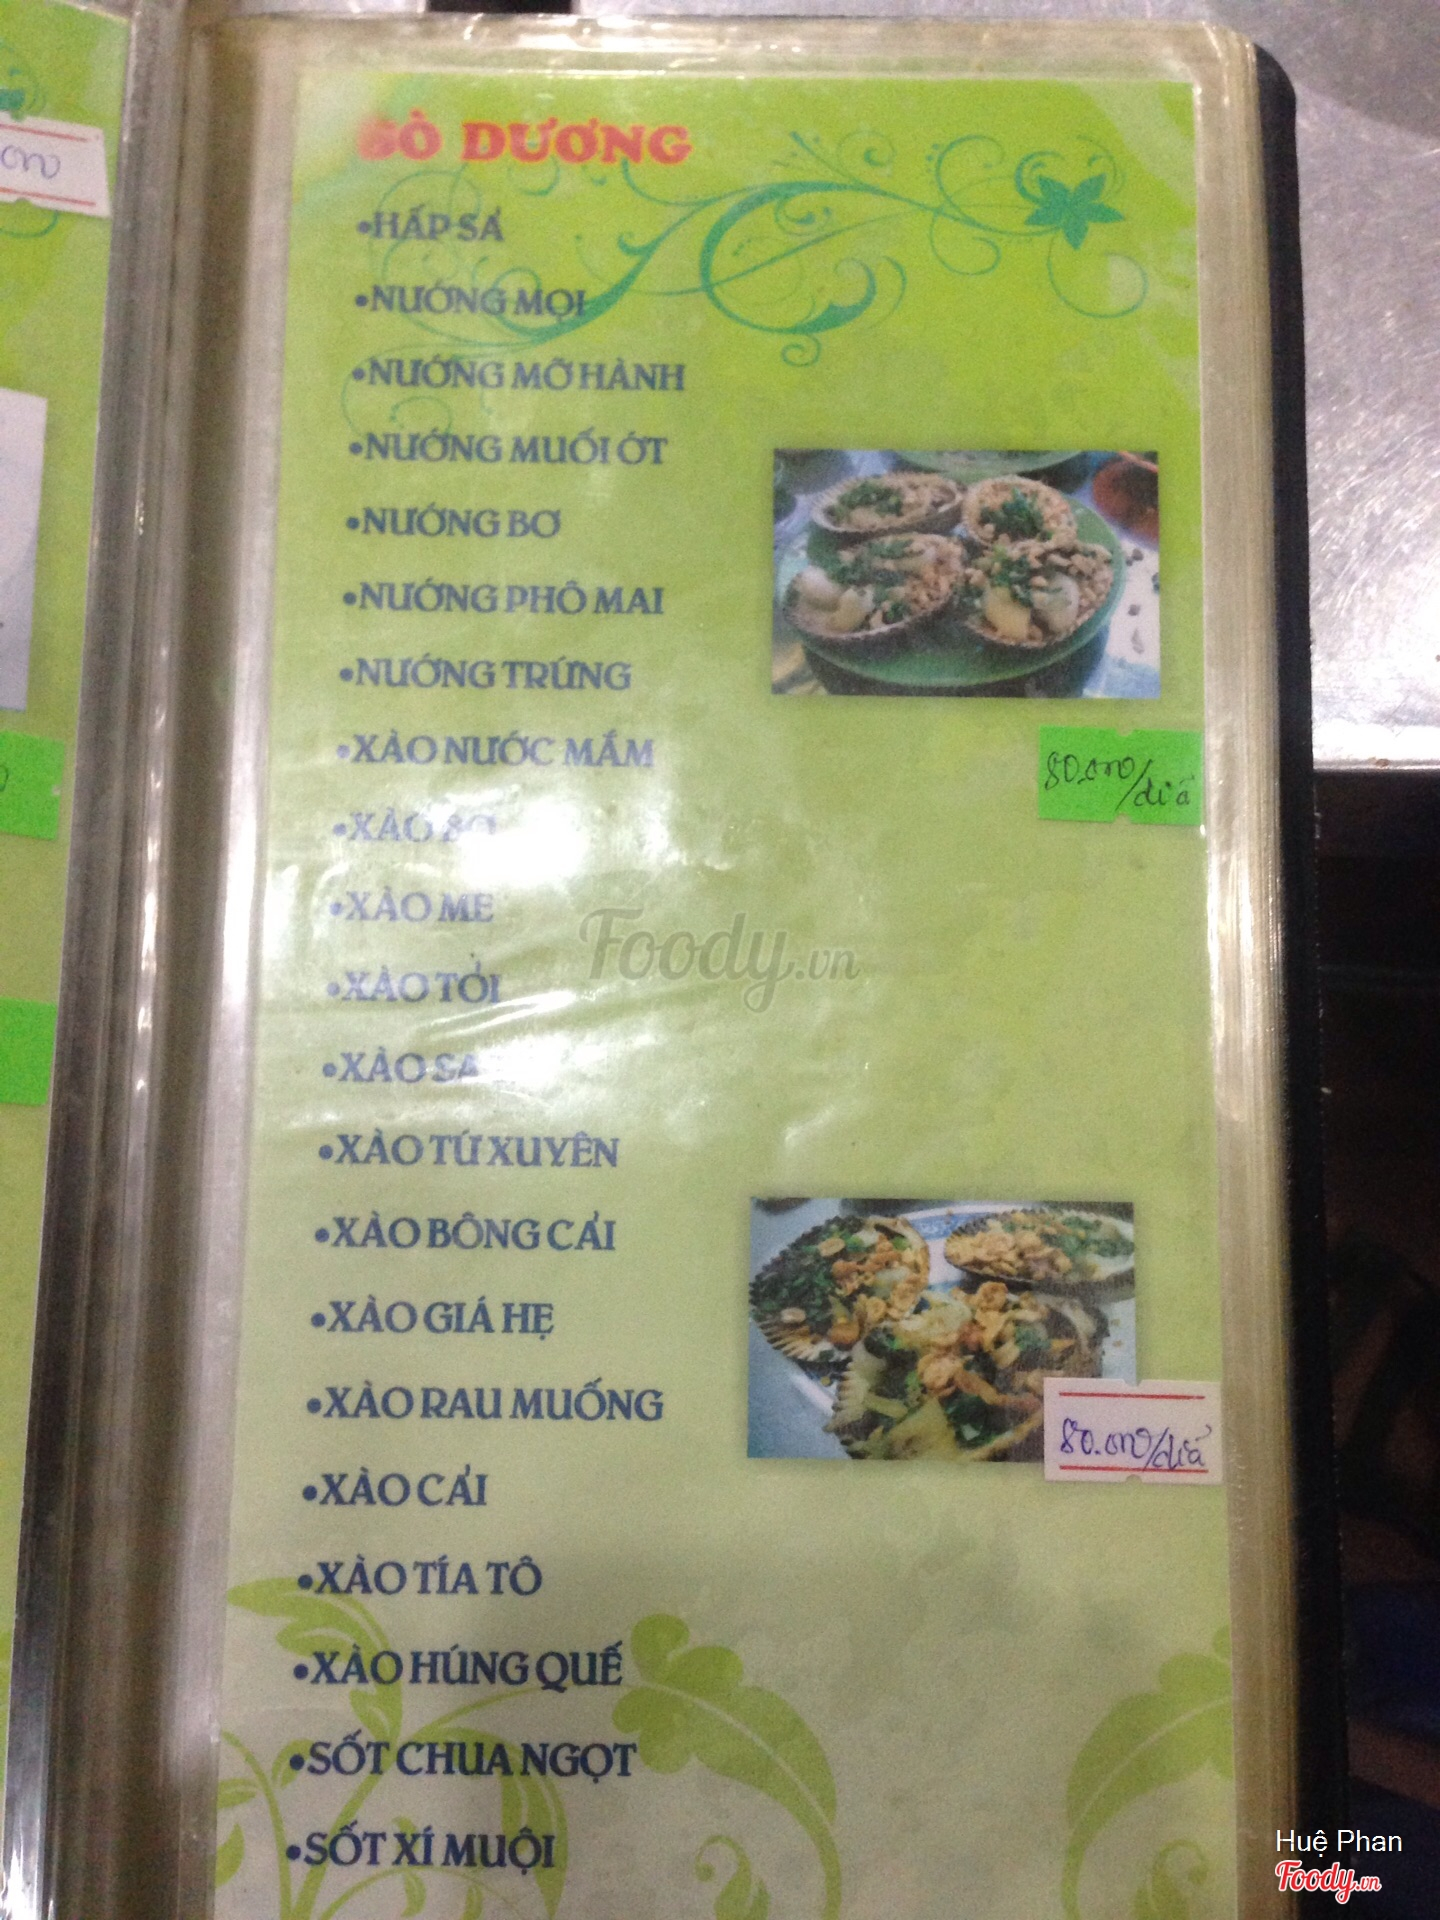 SÒ DƯƠNG
•HẤP SẢ
•NƯỚNG MỌI
•NƯỚNG MỠ HÀNH
•NƯỚNG MUỐI ỚT
•NƯỚNG BƠ
•NƯỚNG PHÔ MAI
•NƯỚNG TRỨNG
•XÀO NƯỚC MẮM
80.000/dĩa
•XÀO BƠ
•XÀO ME
Foody.vn
•XÀO TỎI
•XÀO
•XÀO TỨ XUYÊN
•XÀO BÔNG CẢI
•XÀO GIÁ HẸ
•XÀO RAU MUỐNG
80.000/dĩa
•XÀO CẢI
•XÀO TÍA TÔ
•XÀO HÚNG QUẾ
•SỐT CHUA NGỌT
•SỐT XÍ MUỘI
Huệ Phan
Foody.vn